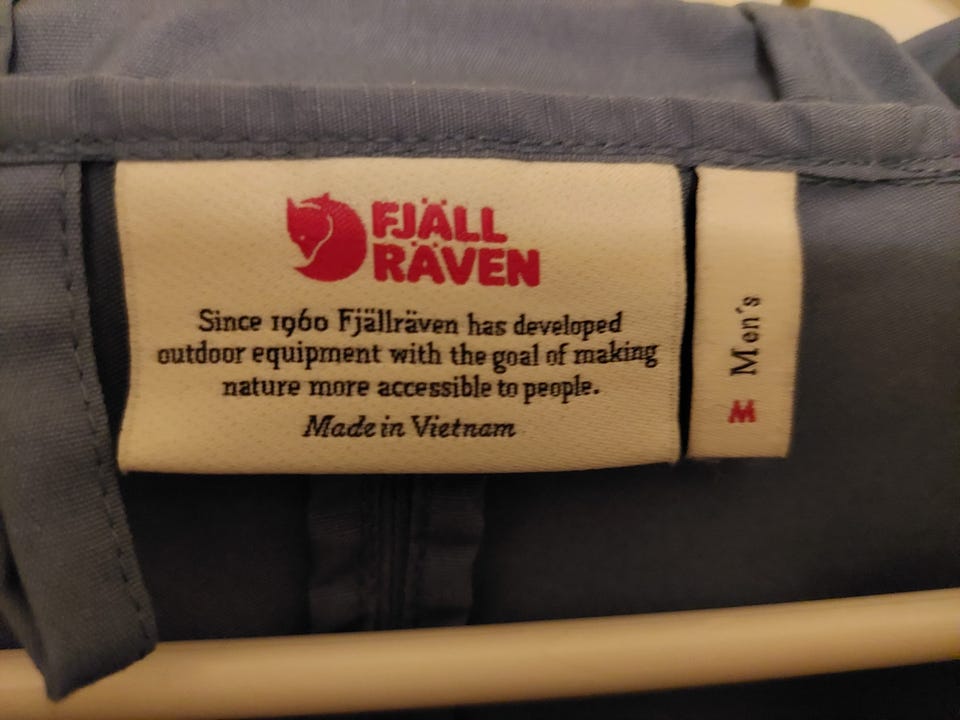 FJÄLL
RÄVEN
Since 1960 Fjällräven has developed
outdoor equipment with the goal of making
nature more accessible to people.
Made in Vietnam
Men's
M